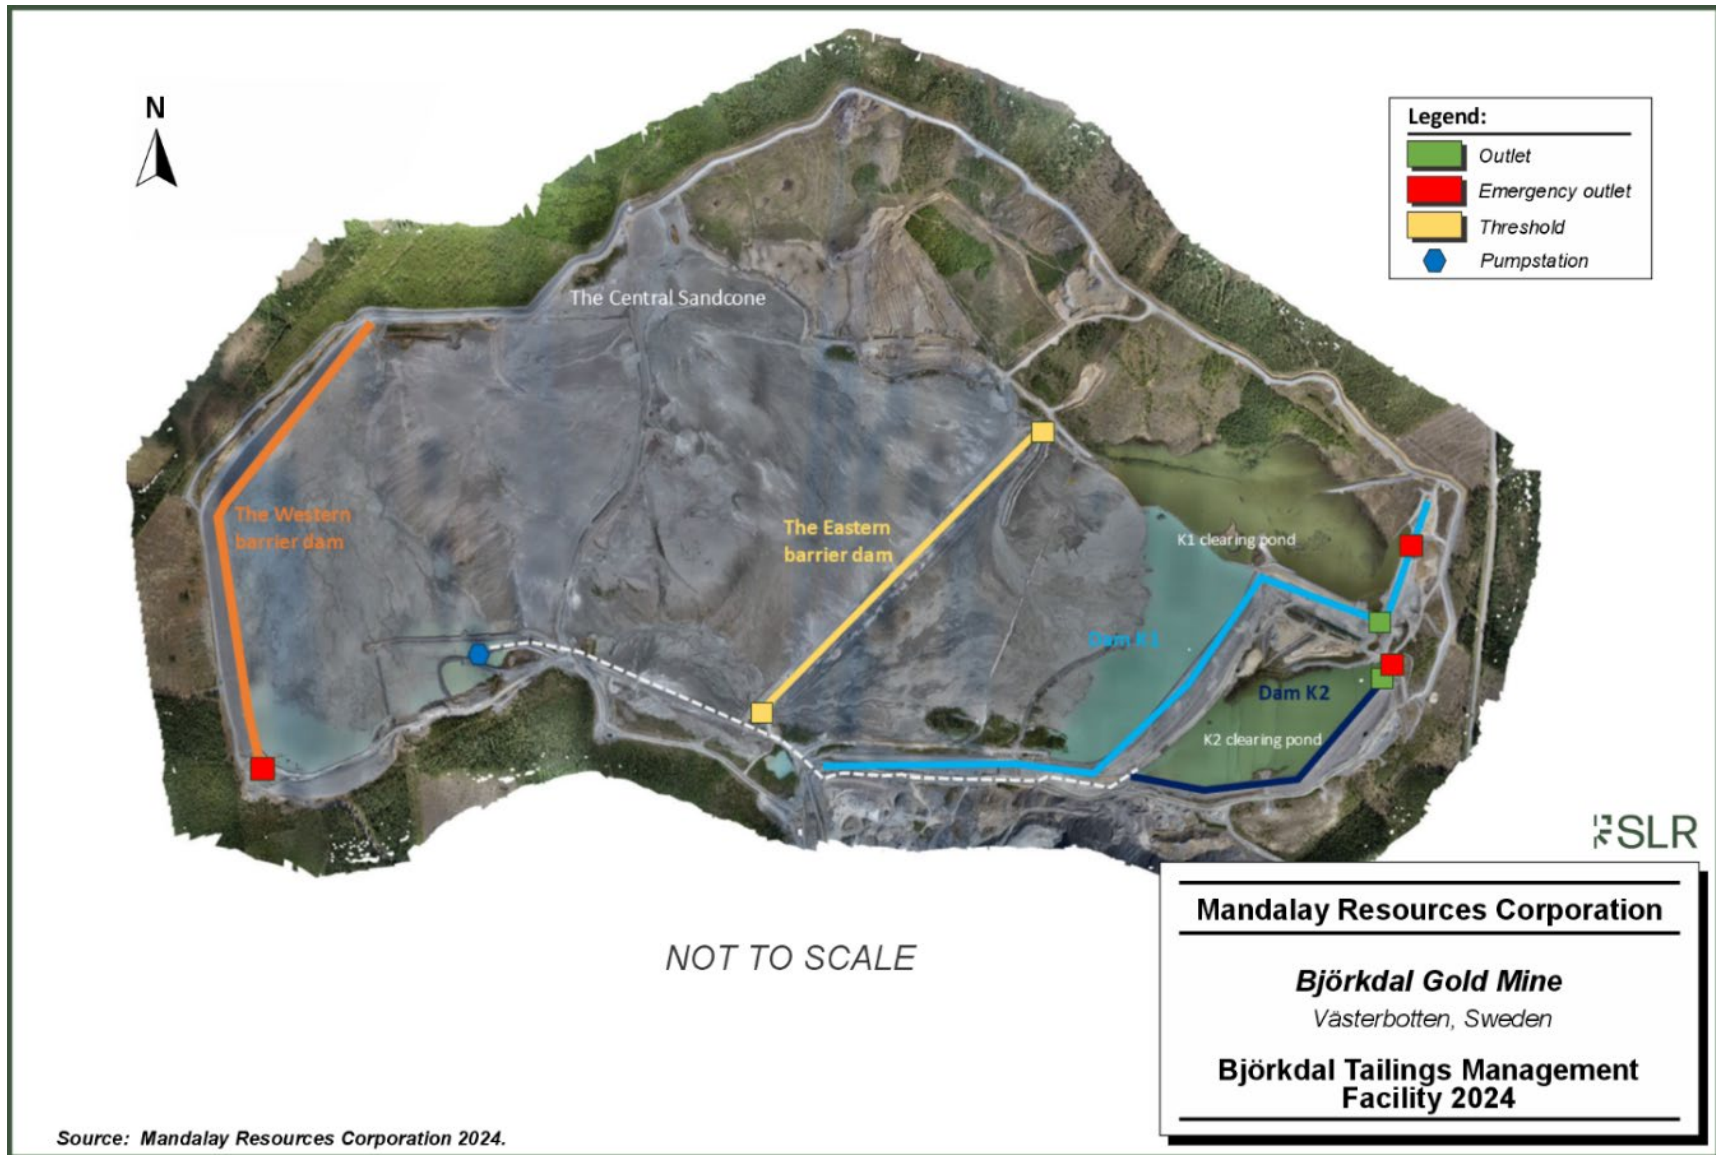 N
Legend:
Outlet
Emergency outlet
Threshold
Pumpstation
The Central Sandcone
The Western
barrier dam
The Eastern
barrier dam
K1 clearing pond
Dam K1
Dam K2
K2 clearing pond
SLR
NOT TO SCALE
Mandalay Resources Corporation
Björkdal Gold Mine
Västerbotten, Sweden
Björkdal Tailings Management
Facility 2024
Source: Mandalay Resources Corporation 2024.